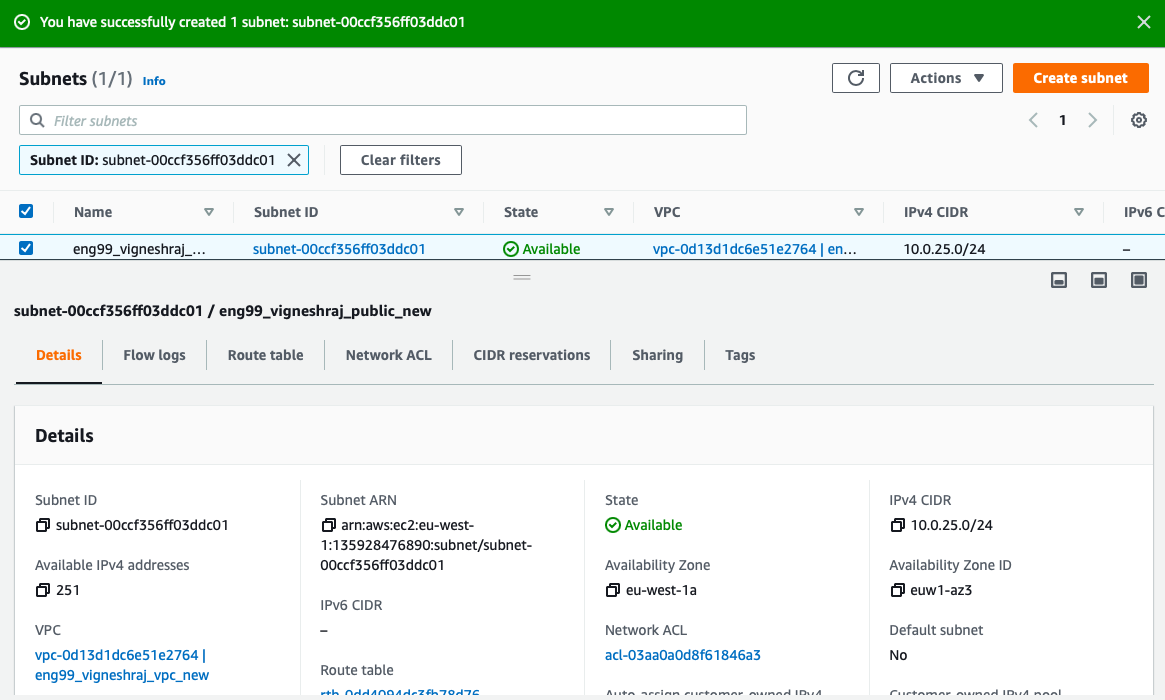 You have successfully created 1 subnet: subnet-00ccf356ff03ddc01
Subnets (1/1) Info
Actions
Create subnet
Filter subnets
1
Subnet ID: subnet-00ccf356ff03ddc01
Clear filters
Name
Subnet ID
State
VPC
IPv4 CIDR
IPv6 C
eng99_vigneshraj_…
subnet-00ccf356ff03ddc01
Available
vpc-0d13d1dc6e51e2764 | en…
10.0.25.0/24
–
subnet-00ccf356ff03ddc01 / eng99_vigneshraj_public_new
Details
Flow logs
Route table
Network ACL
CIDR reservations
Sharing
Tags
Details
Subnet ID
subnet-00ccf356ff03ddc01
Available IPv4 addresses
251
VPC
vpc-0d13d1dc6e51e2764 |
eng99_vigneshraj_vpc_new
Subnet ARN
arn:aws:ec2:eu-west-
1:135928476890:subnet/subnet-
00ccf356ff03ddc01
IPv6 CIDR
–
Route table
rtb-0dd4094dc3fb78d76
State
Available
Availability Zone
eu-west-1a
Network ACL
acl-03aa0a0d8f61846a3
Auto-assign customer-owned IPv4
IPv4 CIDR
10.0.25.0/24
Availability Zone ID
euw1-az3
Default subnet
No
Customer-owned IPv4 pool